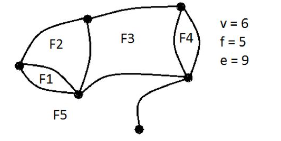 F2
F3
F4
F1
F5
v = 6
f = 5
e = 9